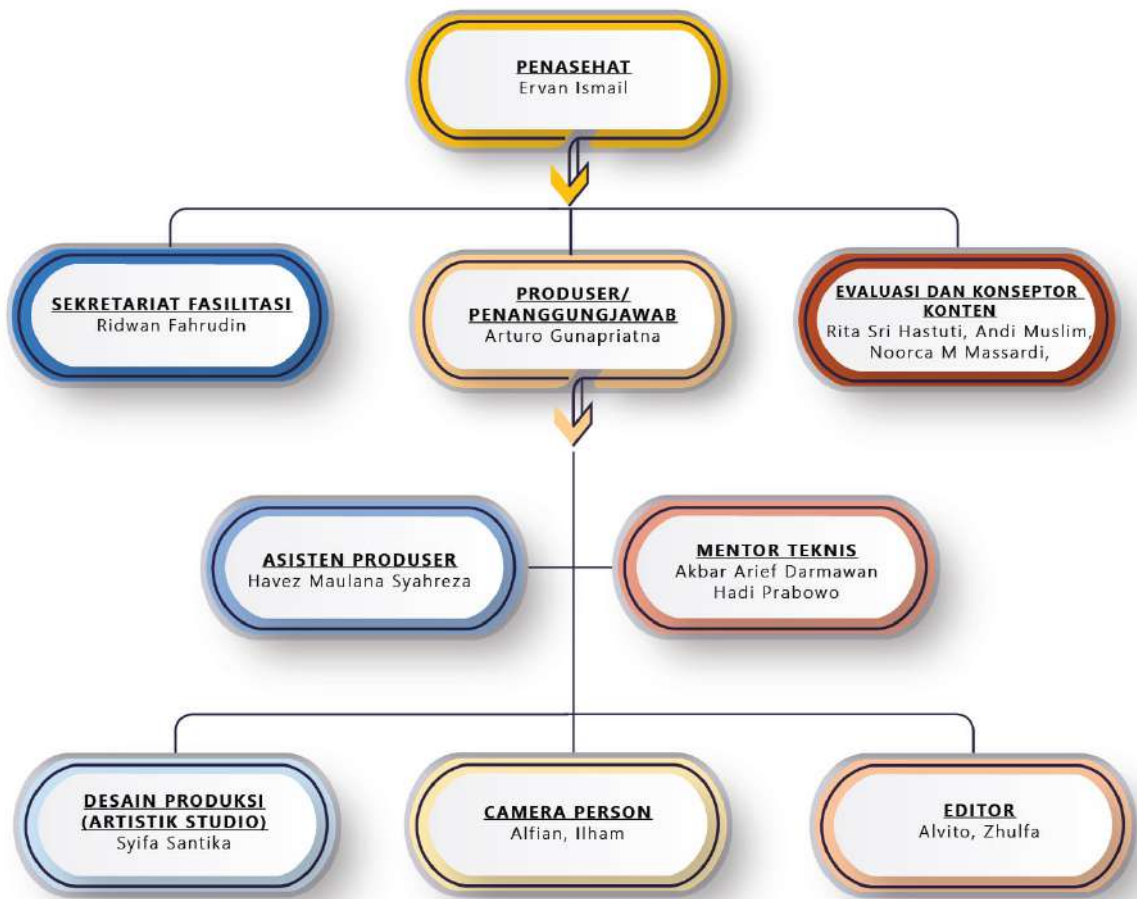 PENASEHAT
Ervan Ismail
SEKRETARIAT FASILITASI
Ridwan Fahrudin
PRODUSER/
PENANGGUNGJAWAB
Arturo Gunapriatna
EVALUASI DAN KONSEPTOR
KONTEN
Rita Sri Hastuti, Andi Muslim,
Noorca M Massardi,
ASISTEN PRODUSER
Havez Maulana Syahreza
MENTOR TEKNIS
Akbar Arief Darmawan
Hadi Prabowo
DESAIN PRODUKSI
(ARTISTIK STUDIO)
Syifa Santika
CAMERA PERSON
Alfian, Ilham
EDITOR
Alvito, Zhulfa